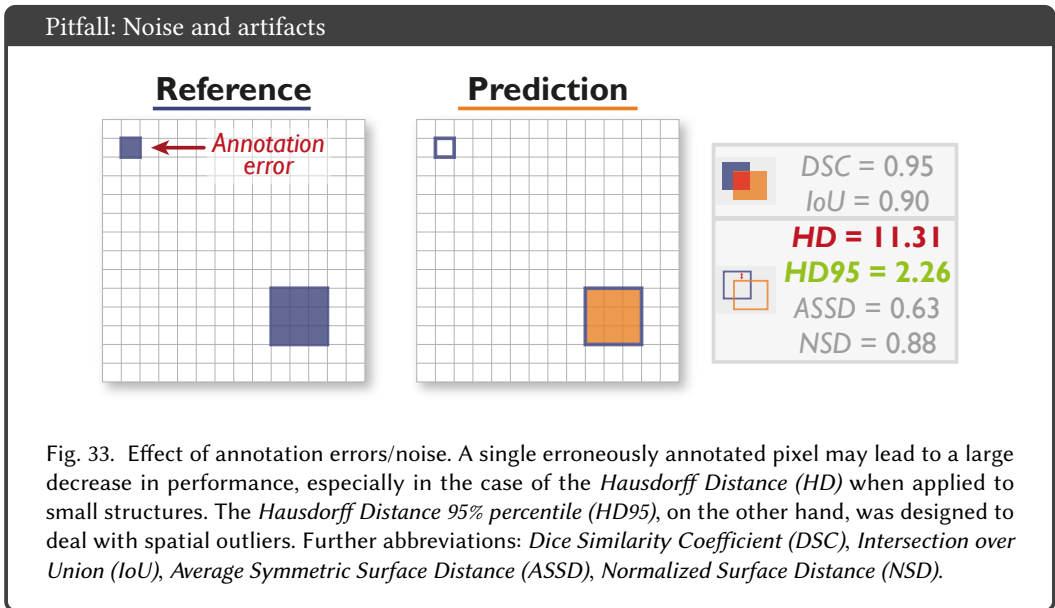 Pitfall: Noise and artifacts
Reference
Prediction
Annotation
error
DSC = 0.95
IoU = 0.90
HD = 11.31
HD95 = 2.26
ASSD = 0.63
NSD = 0.88
Fig. 33. Effect of annotation errors/noise. A single erroneously annotated pixel may lead to a large
decrease in performance, especially in the case of the Hausdorff Distance (HD) when applied to
small structures. The Hausdorff Distance 95% percentile (HD95), on the other hand, was designed to
deal with spatial outliers. Further abbreviations: Dice Similarity Coefficient (DSC), Intersection over
Union (IoU), Average Symmetric Surface Distance (ASSD), Normalized Surface Distance (NSD).